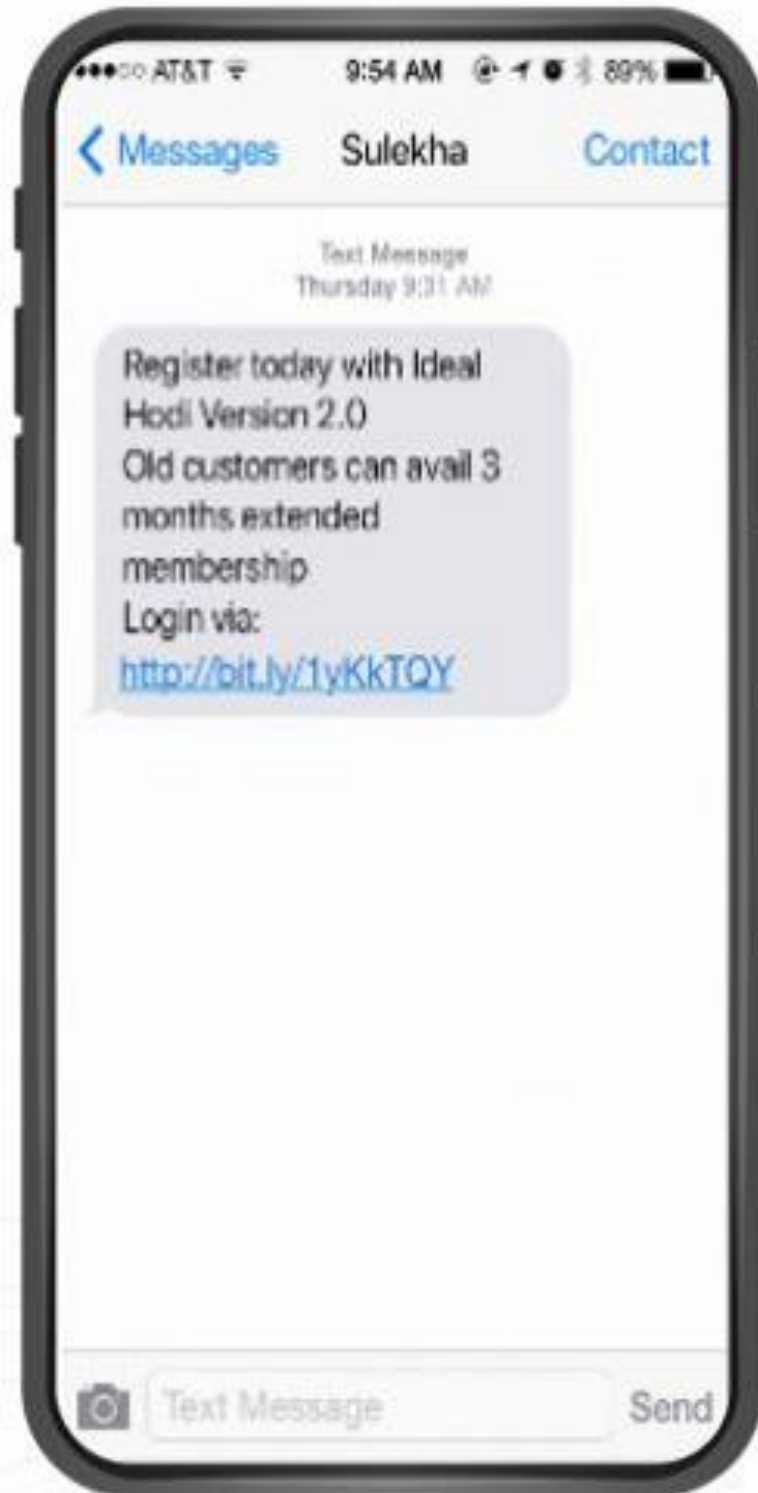 AT&T 9:54 AM 89%
Messages Sulekha Contact
Text Message
Thursday 9:31 AM
Register today with Ideal
Hodi Version 2.0
Old customers can avail 3
months extended
membership
Login via:
http://bit.ly/1yKkTQY
Text Message Send